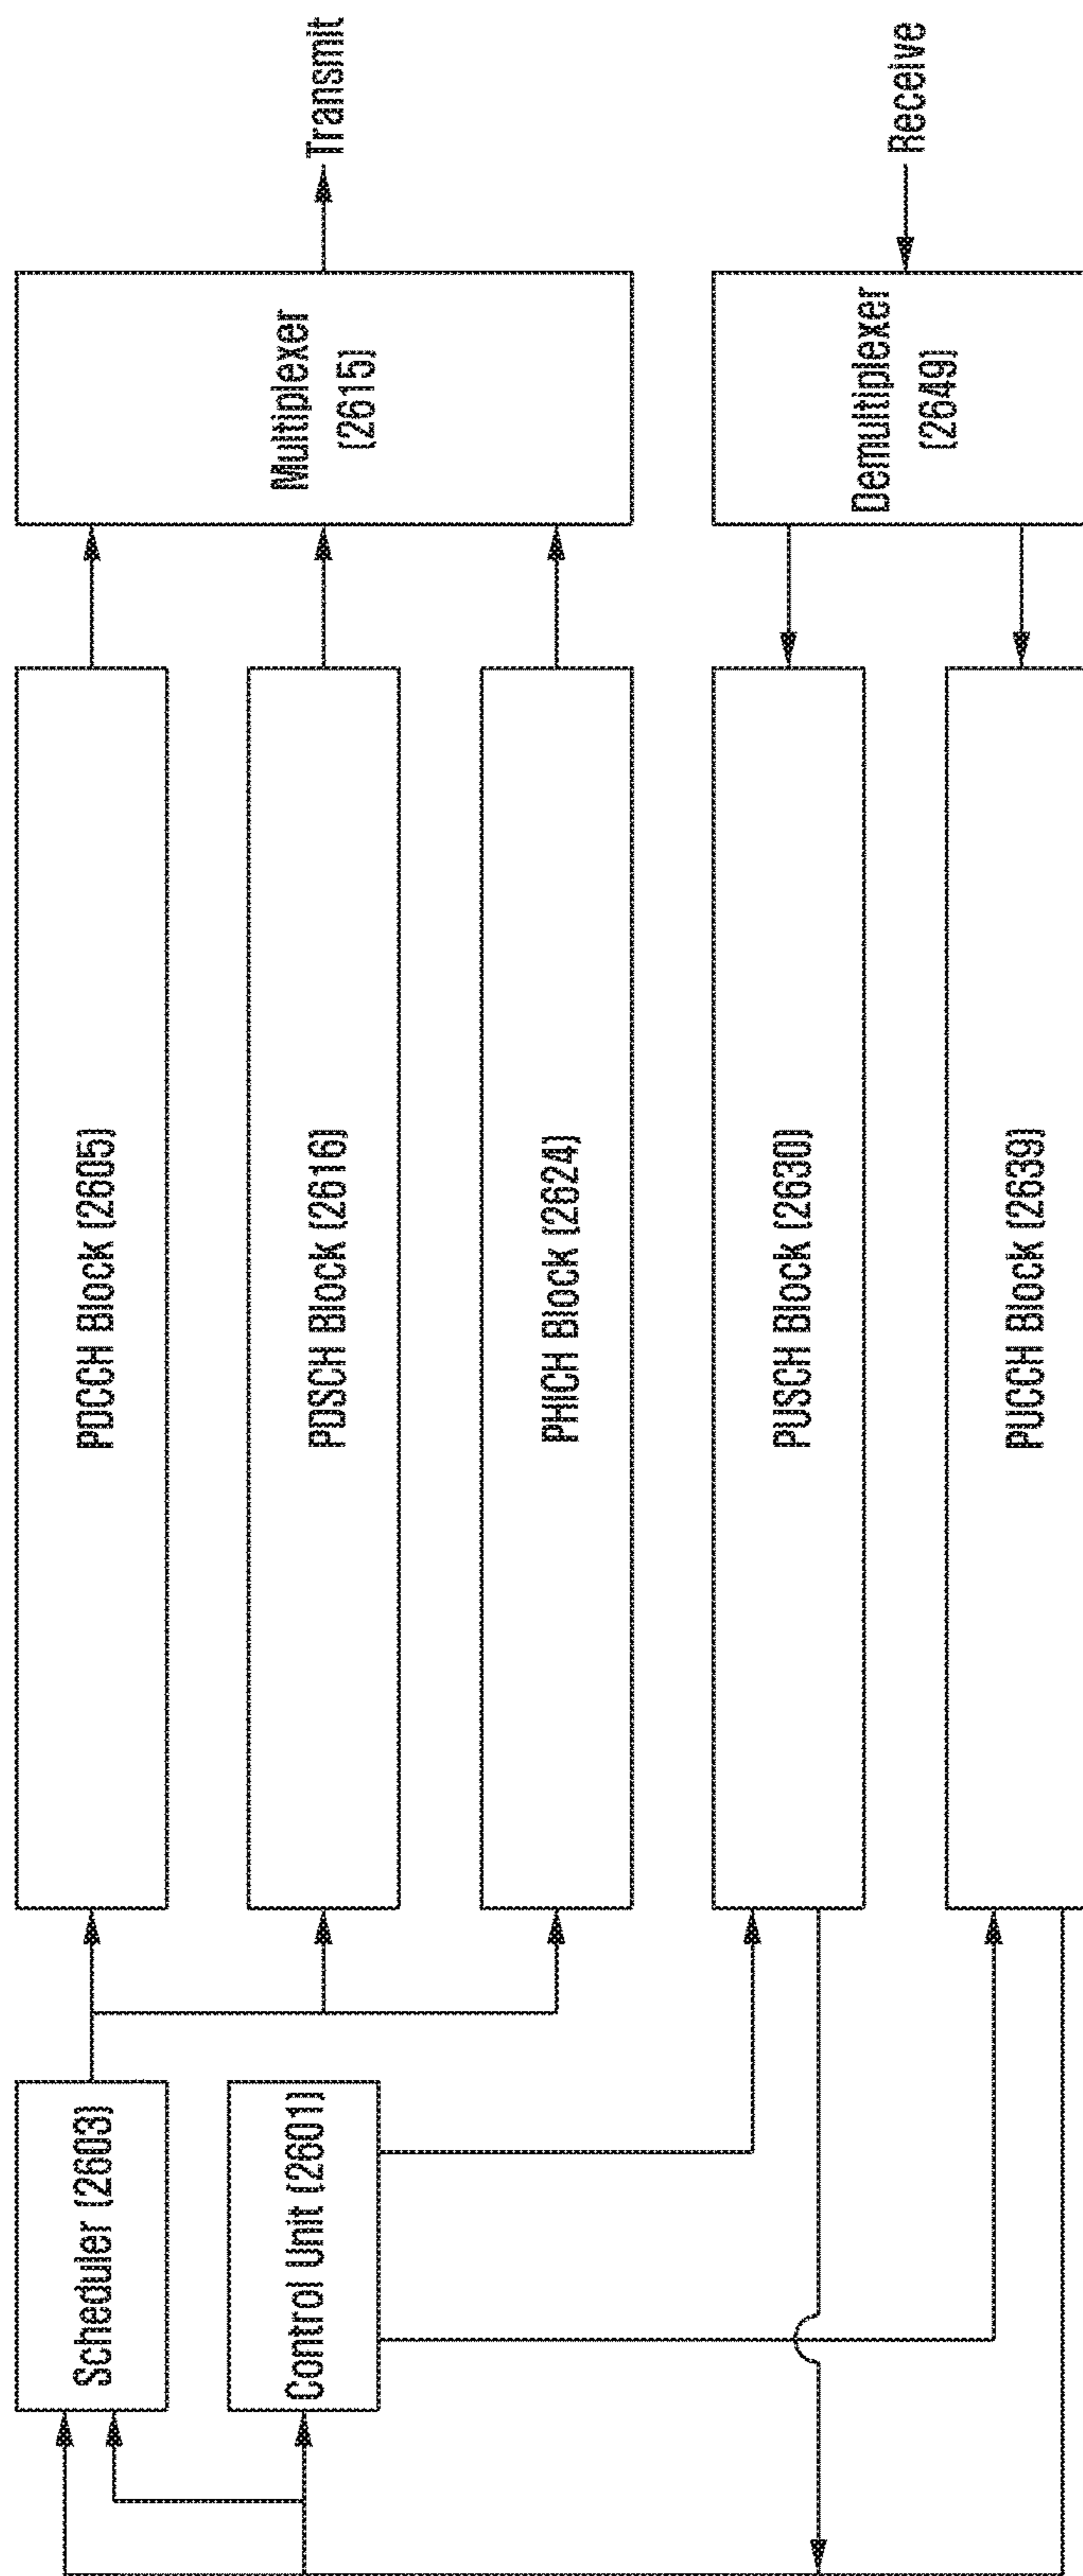 Scheduler (2603)
Control Unit (2601)
PDCCH Block (2605)
PDSCH Block (2616)
PHICH Block (2624)
PUSCH Block (2630)
PUCCH Block (2639)
Multiplexer
(2615)
Demultiplexer
(2649)
Transmit
Receive